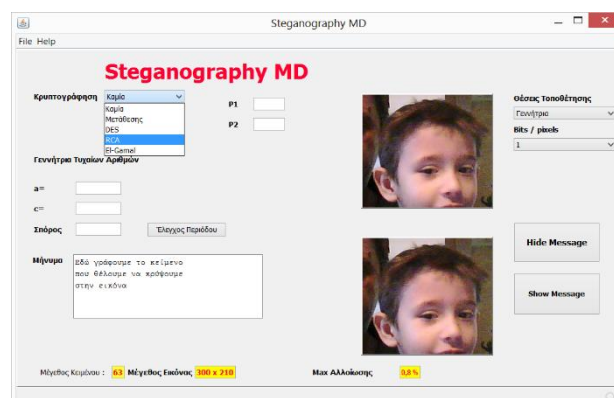 Steganography MD
File Help
Steganography MD
Κρυπτογράφηση Καμία
Καμία
Μετάθεσης
DES
RCA
El-Gamal
P1
P2
Θέσεις Τοποθέτησης
Γεννήτρια
Bits / pixels
1
Γεννήτρια Τυχαίων Αριθμών
a=
c=
Σπόρος Έλεγχος Περιόδου
Μήνυμα
Εδώ γράφουμε το κείμενο
που θέλουμε να κρύψουμε
στην εικόνα
Hide Message
Show Message
Μέγεθος Κειμένου : 63 Μέγεθος Εικόνας 300 x 210 Max Αλλοίωσης 0,8 %